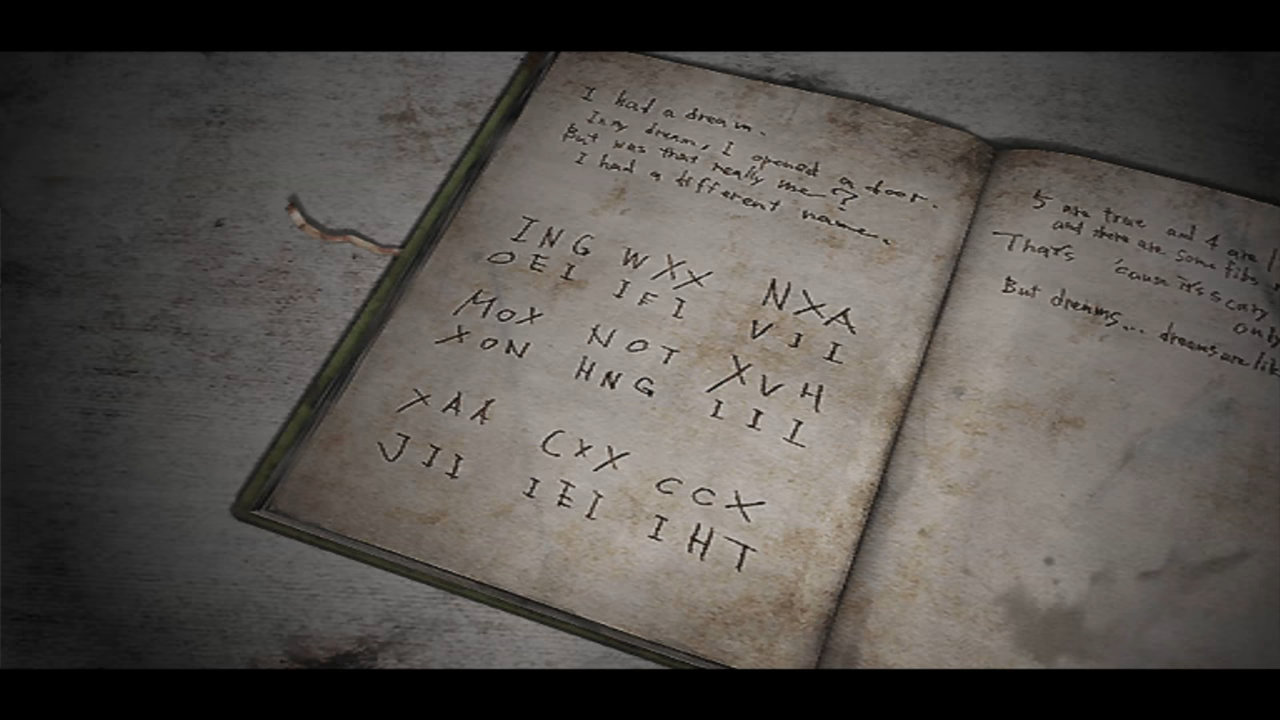 I had a dream.
In my dream, I opened a door.
But was that really me?
I had a different name.
ING WXX NXA
OEI IEI VII
MOX NOT XVH
XON HNG III
XAA CXX CCX
JII IEI IHT
5 are true and 4 are
and there are some fibs
That's 'cause it's scary
only
But dreams... dreams are